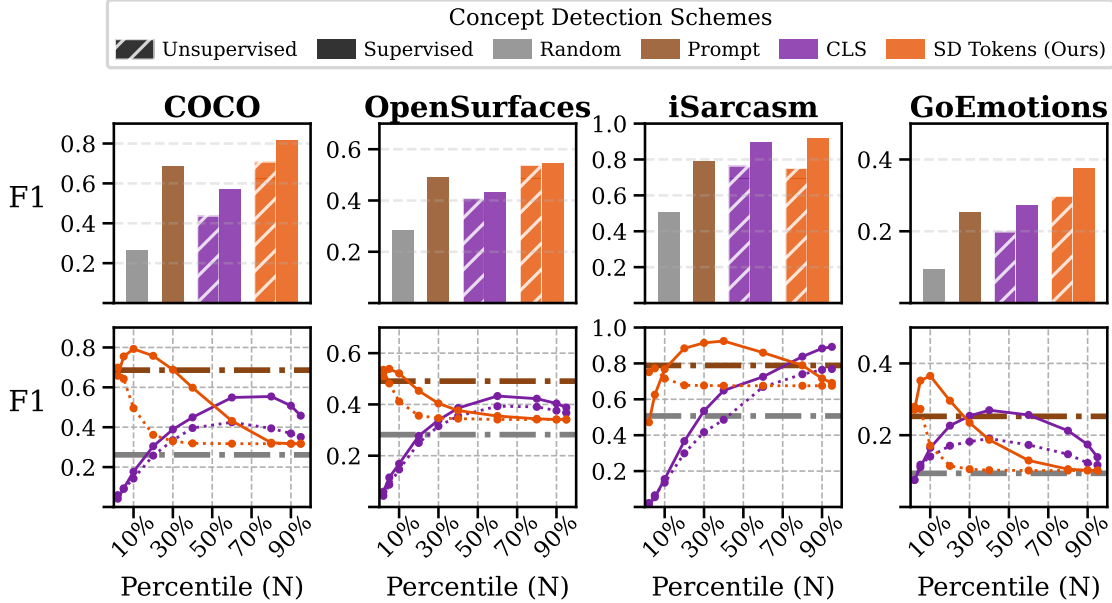 Concept Detection Schemes
Unsupervised Supervised Random Prompt CLS SD Tokens (Ours)
COCO OpenSurfaces iSarcasm GoEmotions
F1
0.8
0.6
0.4
0.2
0.6
0.4
0.2
1.0
0.8
0.6
0.4
0.2
0.4
0.2
F1
0.8
0.6
0.4
0.2
0.6
0.4
0.2
1.0
0.8
0.6
0.4
0.2
0.4
0.2
10% 30% 50% 70% 90%
10% 30% 50% 70% 90%
10% 30% 50% 70% 90%
10% 30% 50% 70% 90%
Percentile (N) Percentile (N) Percentile (N) Percentile (N)